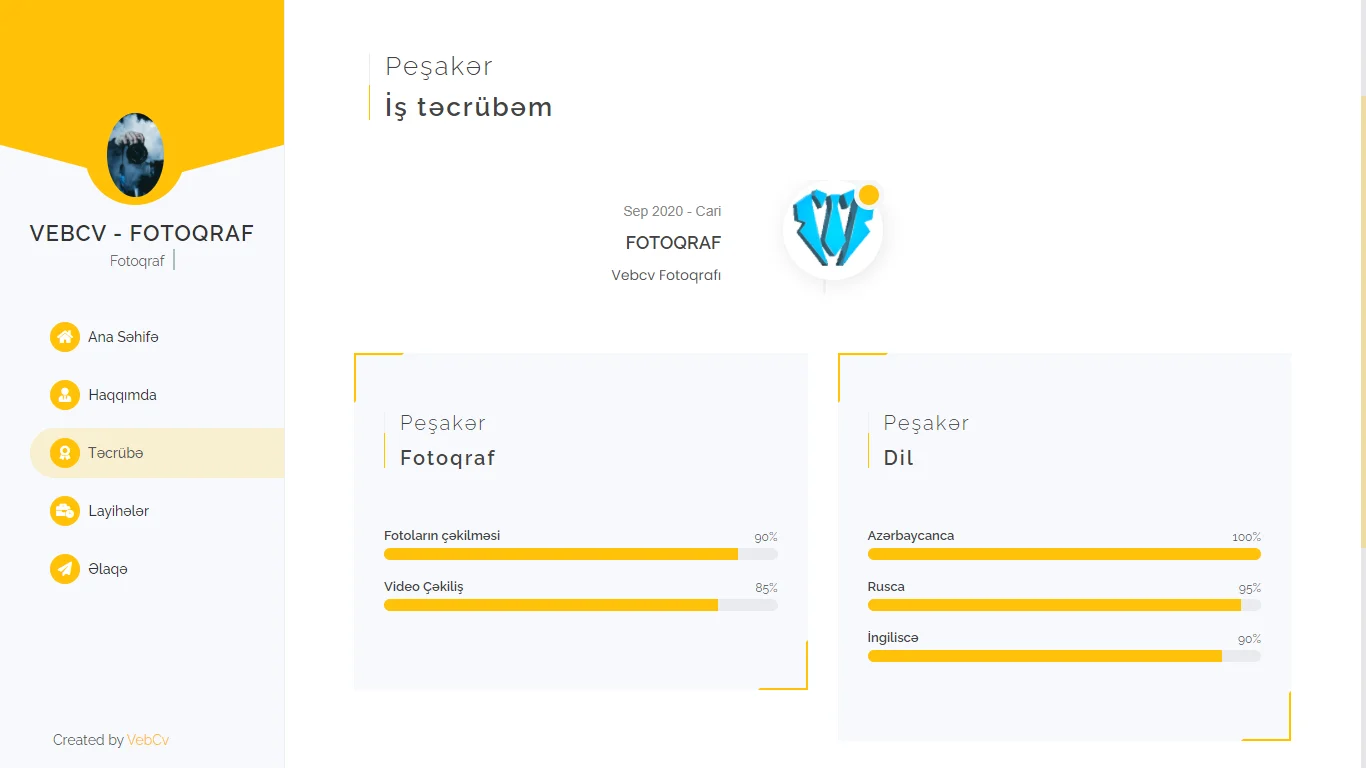 VEBCV - FOTOQRAF
Fotoqraf
Ana Səhifə
Haqqımda
Təcrübə
Layihələr
Əlaqə
Created by VebCv
Peşakər
İş təcrübəm
Sep 2020 - Cari
FOTOQRAF
Vebcv Fotoqrafı
Peşakər
Fotoqraf
Fotoların çəkilməsi 90%
Video Çəkiliş 85%
Peşakər
Dil
Azərbaycanca 100%
Rusca 95%
İngiliscə 90%